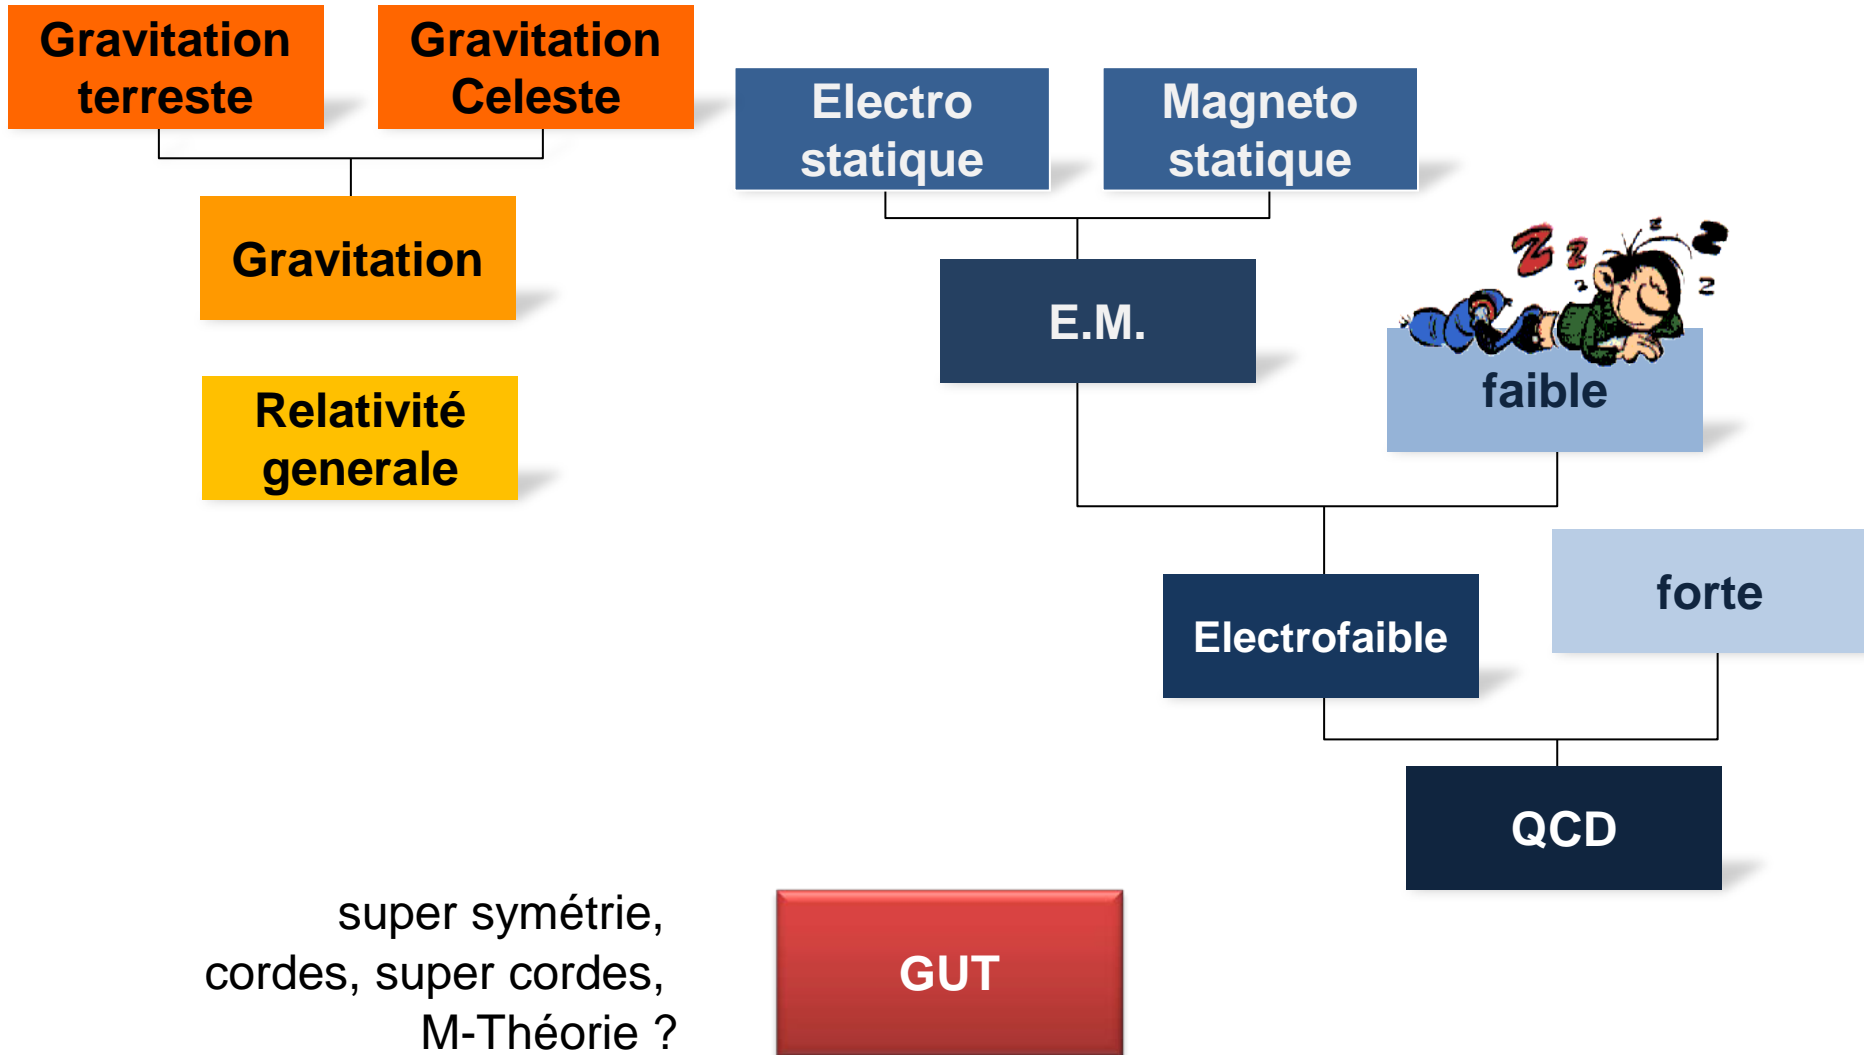 Gravitation
terreste
Gravitation
Celeste
Electro
statique
Magneto
statique
Gravitation
E.M.
Z z z z z z z
faible
Relativité
generale
forte
Electrofaible
QCD
super symétrie,
cordes, super cordes,
M-Théorie ?
GUT